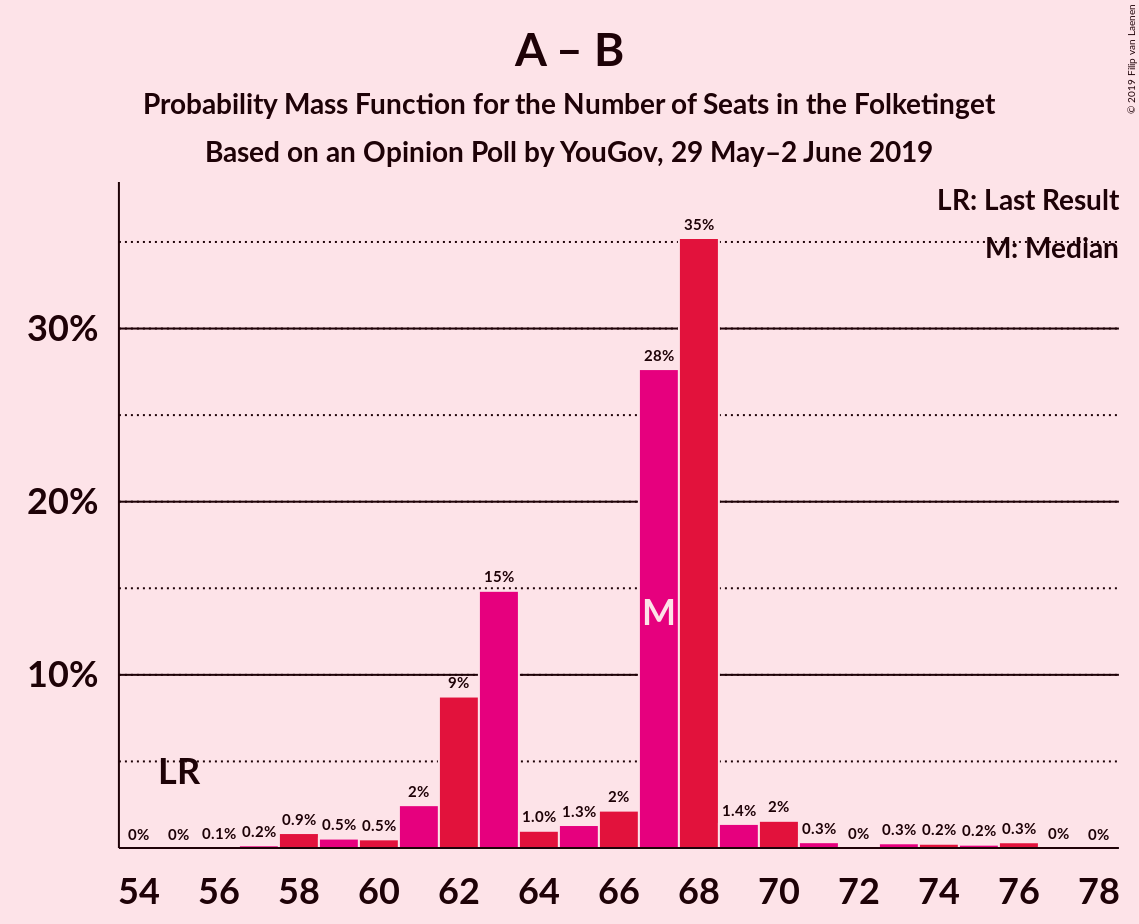 A – B
Probability Mass Function for the Number of Seats in the Folketinget
Based on an Opinion Poll by YouGov, 29 May–2 June 2019
© 2019 Filip van Laenen
LR: Last Result
M: Median
35%
30%
28%
20%
15%
M
10%
9%
LR
0% 0% 0.1% 0.2% 0.9% 0.5% 0.5% 2% 1.0% 1.3% 2% 1.4% 2% 0.3% 0% 0.3% 0.2% 0.2% 0.3% 0% 0%
54 56 58 60 62 64 66 68 70 72 74 76 78